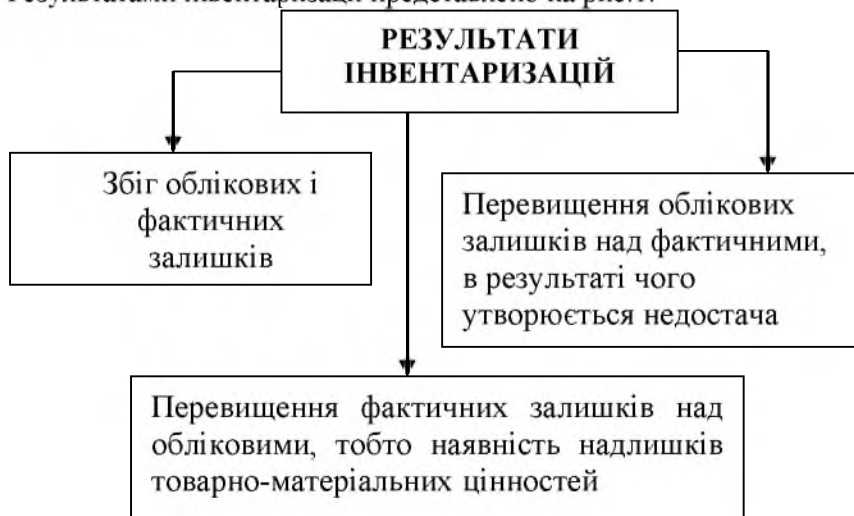 Результатами інвентаризації представлено на рис.1.
РЕЗУЛЬТАТИ
ІНВЕНТАРИЗАЦІЙ
Збіг облікових і
фактичних
залишків
Перевищення облікових
залишків над фактичними,
в результаті чого
утворюється недостача
Перевищення фактичних залишків над
обліковими, тобто наявність надлишків
товарно-матеріальних цінностей